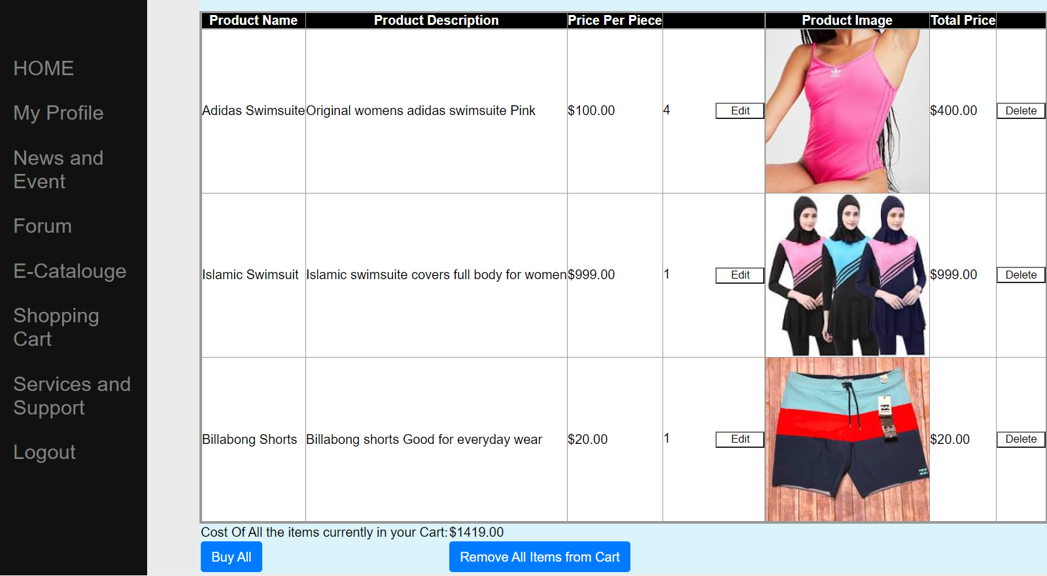 HOME
My Profile
News and
Event
Forum
E-Catalouge
Shopping
Cart
Services and
Support
Logout
Product Name Product Description Price Per Piece Product Image Total Price
Adidas Swimsuite Original womens adidas swimsuite Pink $100.00 4 Edit $400.00 Delete
Islamic Swimsuit Islamic swimsuite covers full body for women $999.00 1 Edit $999.00 Delete
Billabong Shorts Billabong shorts Good for everyday wear $20.00 1 Edit $20.00 Delete
Cost Of All the items currently in your Cart: $1419.00
Buy All Remove All Items from Cart